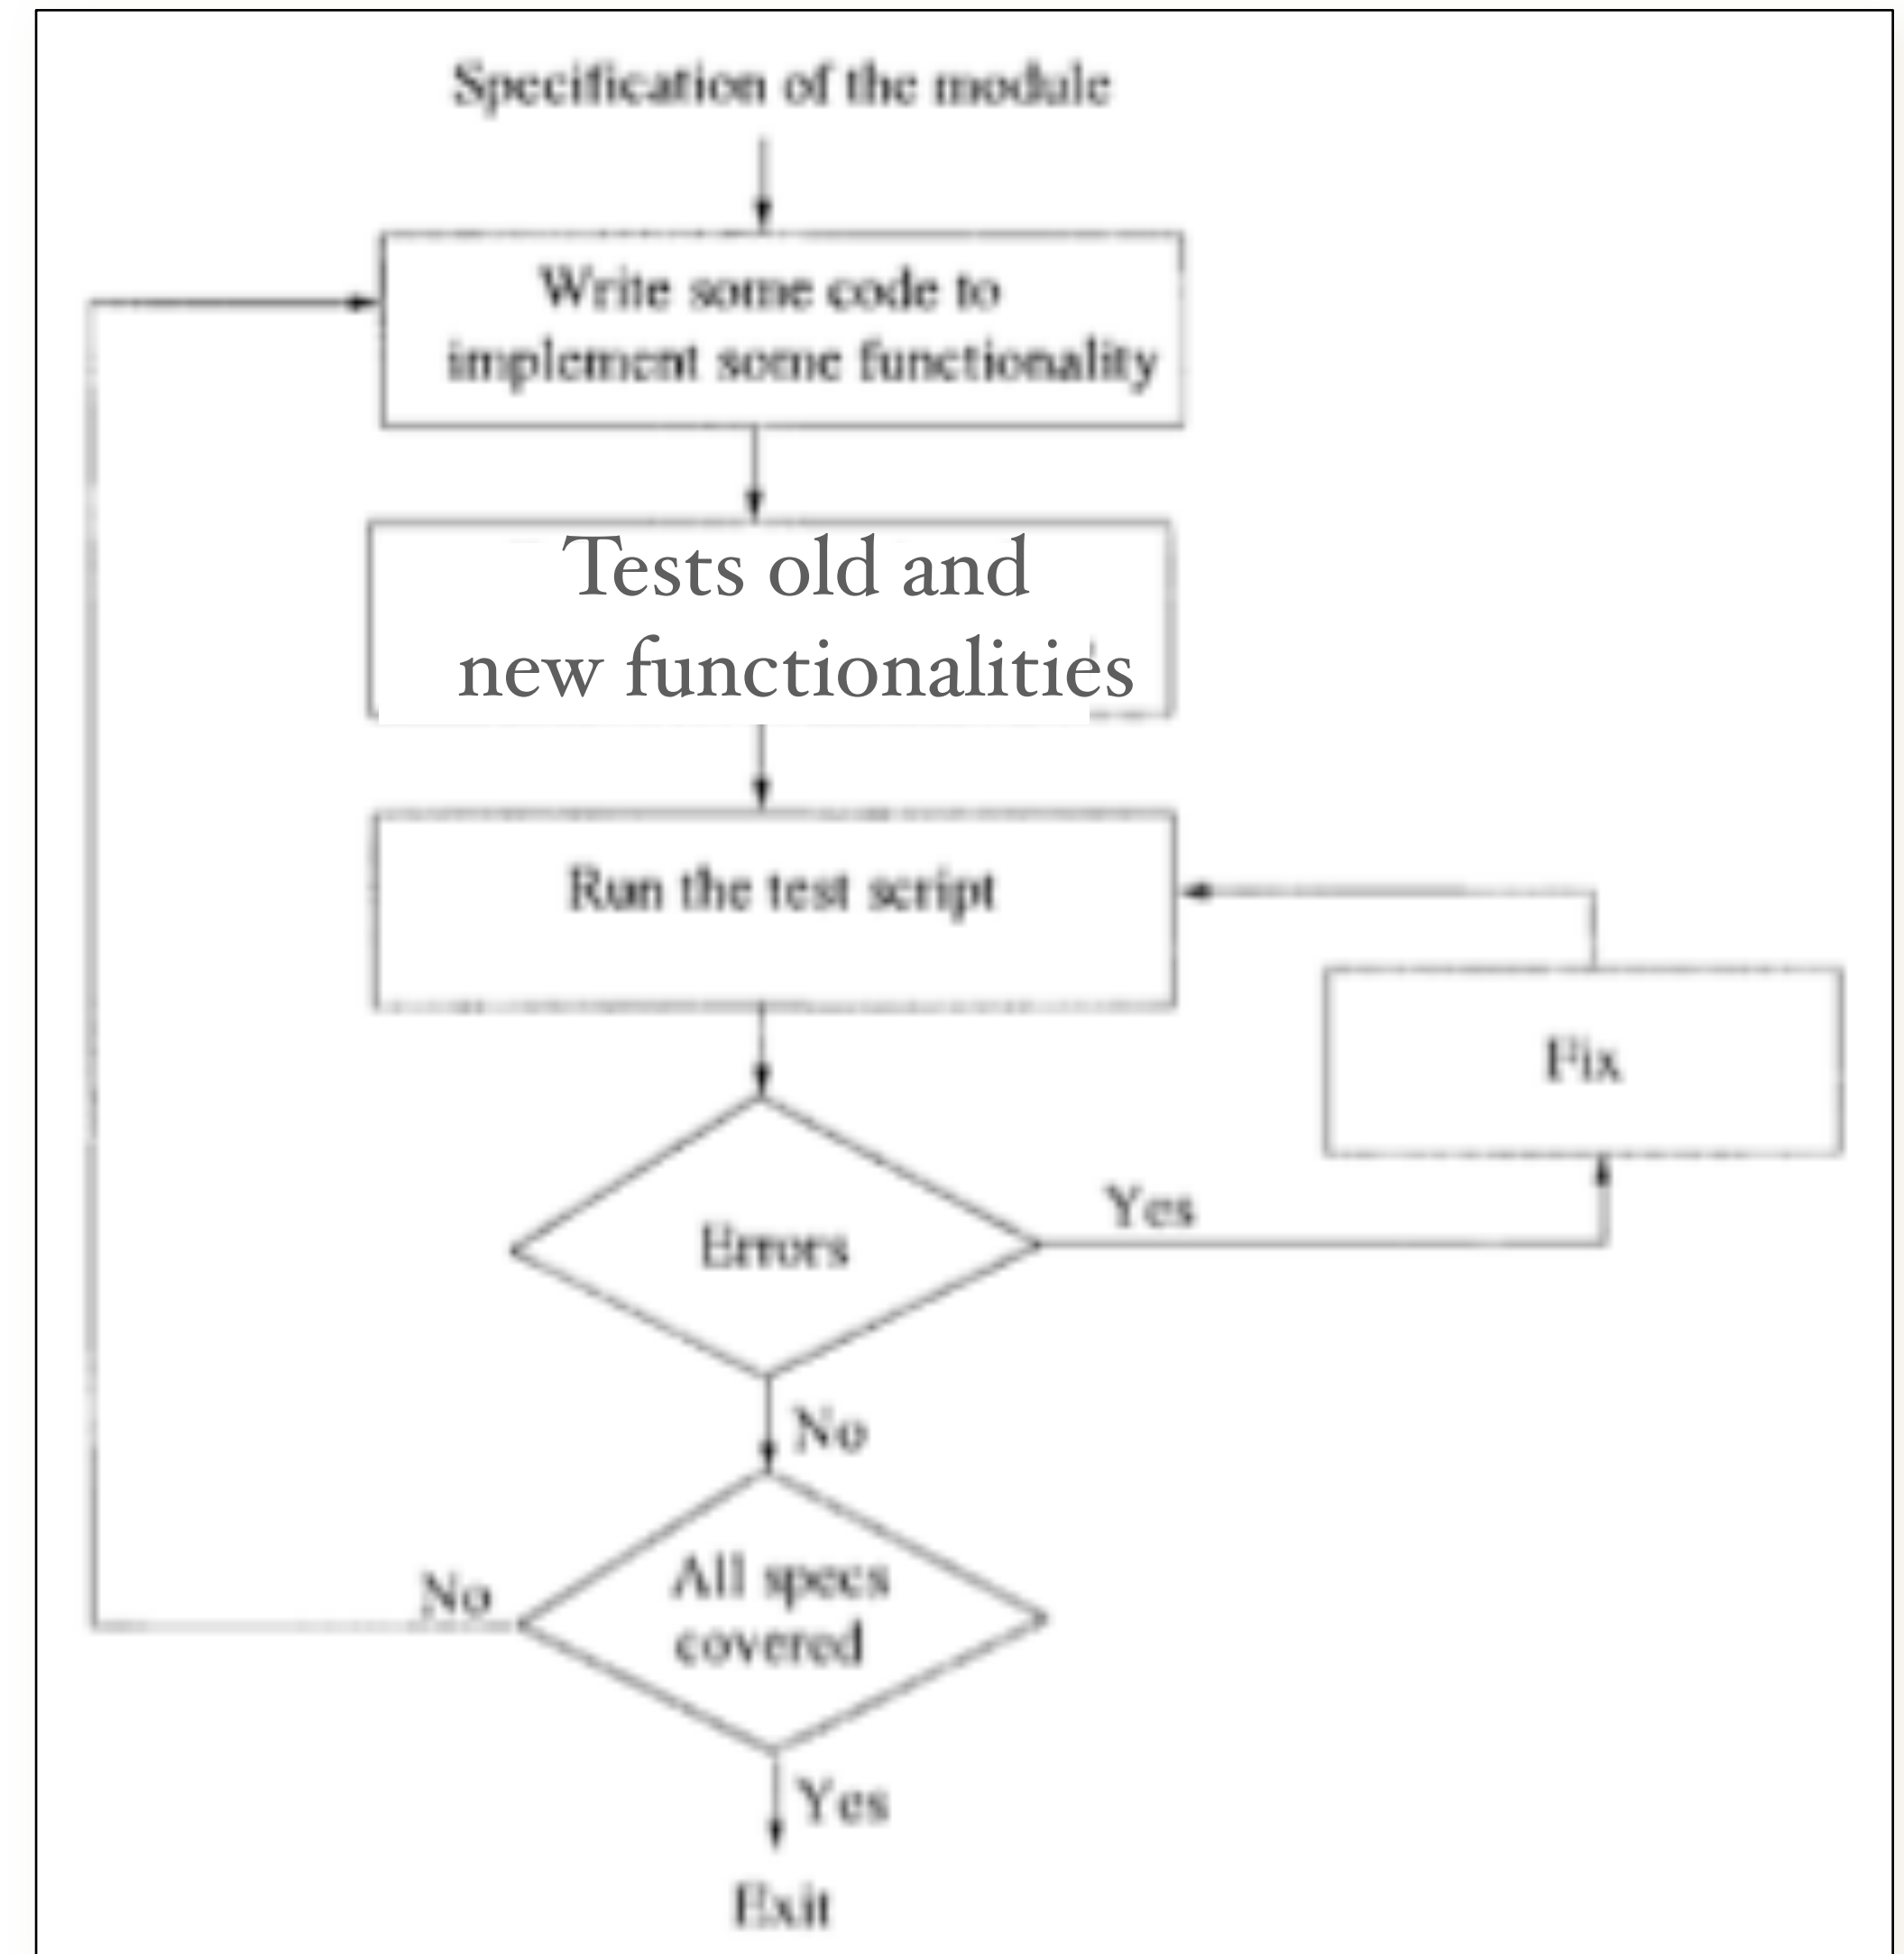 Specification of the module
Write some code to
implement some functionality
Tests old and
new functionalities
Run the test script
Fix
Errors
Yes
No
All specs
covered
No
Yes
Exit